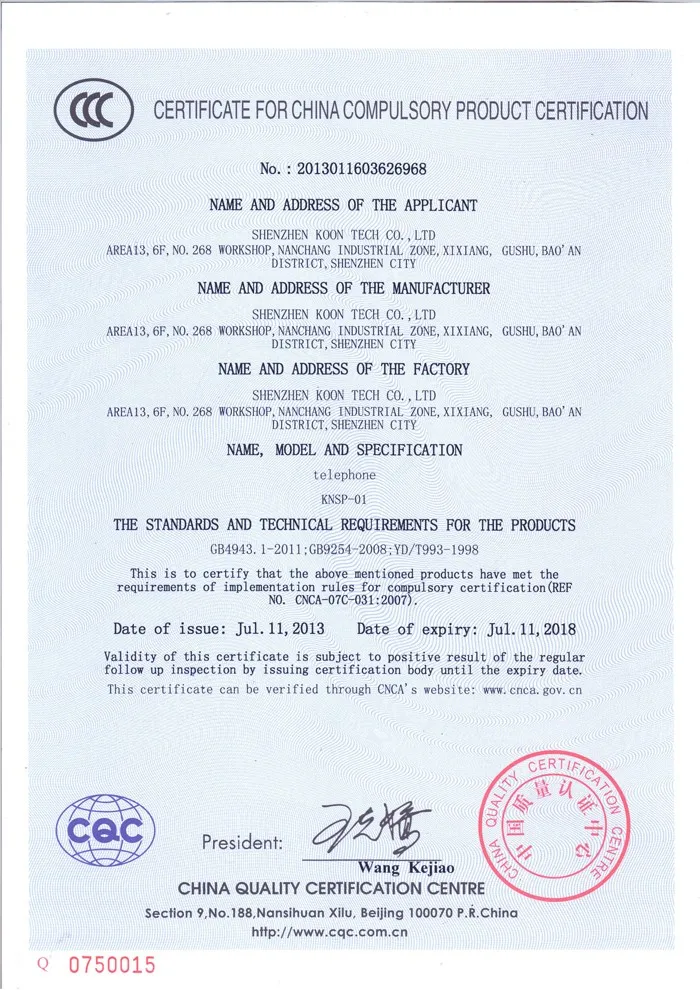 CCC
CERTIFICATE FOR CHINA COMPULSORY PRODUCT CERTIFICATION
No. : 2013011603626968
NAME AND ADDRESS OF THE APPLICANT
SHENZHEN KOON TECH CO.,LTD
AREA13,6F,NO.268 WORKSHOP,NANCHANG INDUSTRIAL ZONE,XIXIANG, GUSHU,BAO'AN
DISTRICT,SHENZHEN CITY
NAME AND ADDRESS OF THE MANUFACTURER
SHENZHEN KOON TECH CO.,LTD
AREA13,6F,NO.268 WORKSHOP,NANCHANG INDUSTRIAL ZONE,XIXIANG, GUSHU,BAO'AN
DISTRICT,SHENZHEN CITY
NAME AND ADDRESS OF THE FACTORY
SHENZHEN KOON TECH CO.,LTD
AREA13,6F,NO.268 WORKSHOP,NANCHANG INDUSTRIAL ZONE,XIXIANG, GUSHU,BAO'AN
DISTRICT,SHENZHEN CITY
NAME, MODEL AND SPECIFICATION
telephone
KNSP-01
THE STANDARDS AND TECHNICAL REQUIREMENTS FOR THE PRODUCTS
GB4943.1-2011;GB9254-2008;YD/T993-1998
This is to certify that the above mentioned products have met the
requirements of implementation rules for compulsory certification(REF
NO. CNCA-07C-031:2007).
Date of issue: Jul.11,2013 Date of expiry: Jul.11,2018
Validity of this certificate is subject to positive result of the regular
follow up inspection by issuing certification body until the expiry date.
This certificate can be verified through CNCA's website: www.cnca.gov.cn
CQC
President:
王克娇
Wang Kejiao
CHINA QUALITY CERTIFICATION CENTRE
中国质量认证中心
CHINA QUALITY CERTIFICATION CENTRE
Section 9,No.188,Nansihuan Xilu, Beijing 100070 P.R.China
http://www.cqc.com.cn
Q 0750015